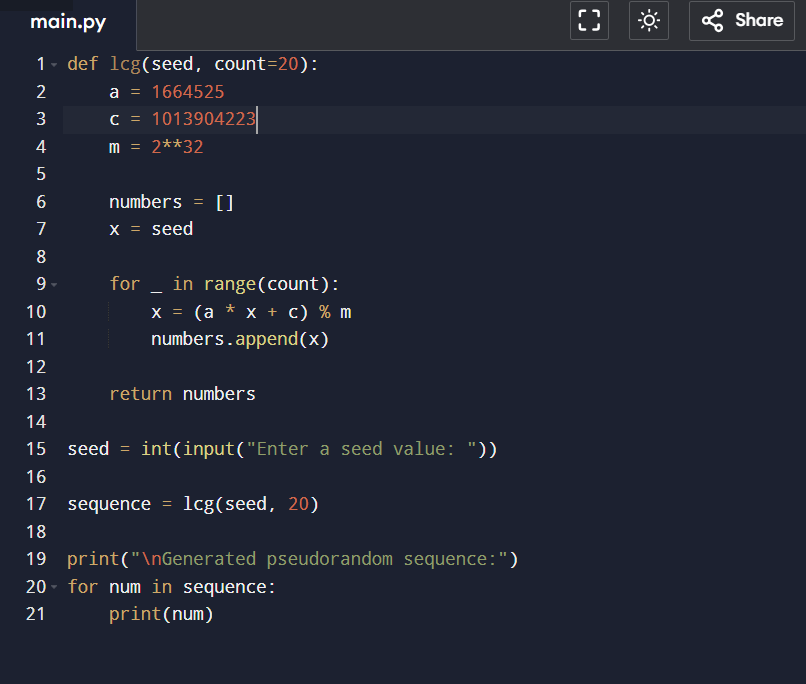 main.py
Share
1 def lcg(seed, count=20):
2     a = 1664525
3     c = 1013904223
4     m = 2**32
5
6     numbers = []
7     x = seed
8
9     for _ in range(count):
10         x = (a * x + c) % m
11         numbers.append(x)
12
13     return numbers
14
15 seed = int(input("Enter a seed value: "))
16
17 sequence = lcg(seed, 20)
18
19 print("\nGenerated pseudorandom sequence:")
20 for num in sequence:
21     print(num)